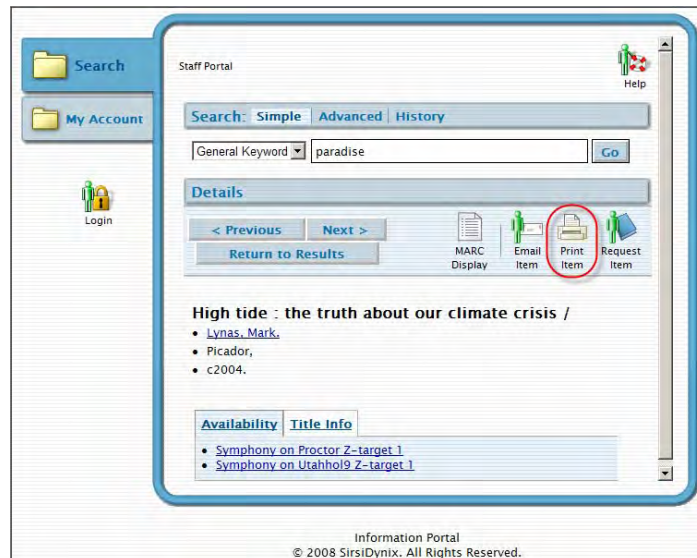 Search
My Account
Login
Staff Portal
Help
Search: Simple Advanced History
General Keyword paradise Go
Details
< Previous Next >
Return to Results
MARC Display
Email Item
Print Item
Request Item
High tide : the truth about our climate crisis /
• Lynas, Mark.
• Picador,
• c2004.
Availability Title Info
• Symphony on Proctor Z-target 1
• Symphony on Utahhol9 Z-target 1
Information Portal
© 2008 SirsiDynix. All Rights Reserved.